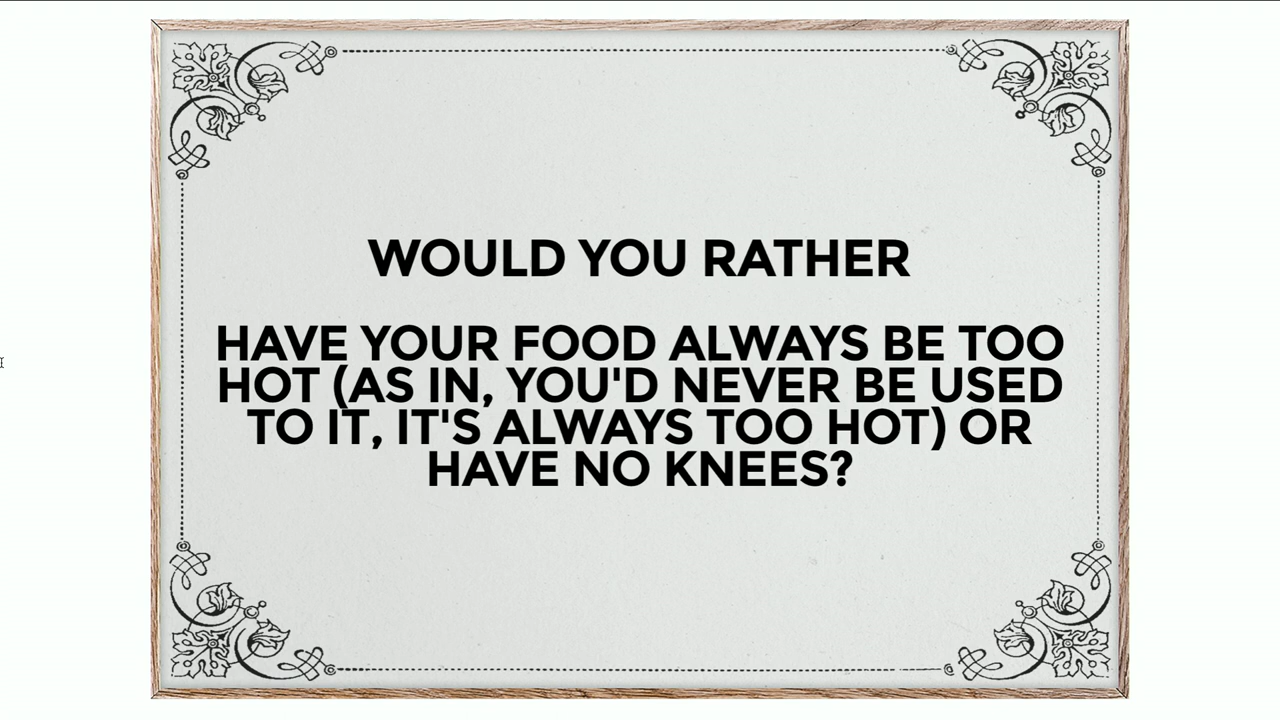 WOULD YOU RATHER
HAVE YOUR FOOD ALWAYS BE TOO
HOT (AS IN, YOU'D NEVER BE USED
TO IT, IT'S ALWAYS TOO HOT) OR
HAVE NO KNEES?